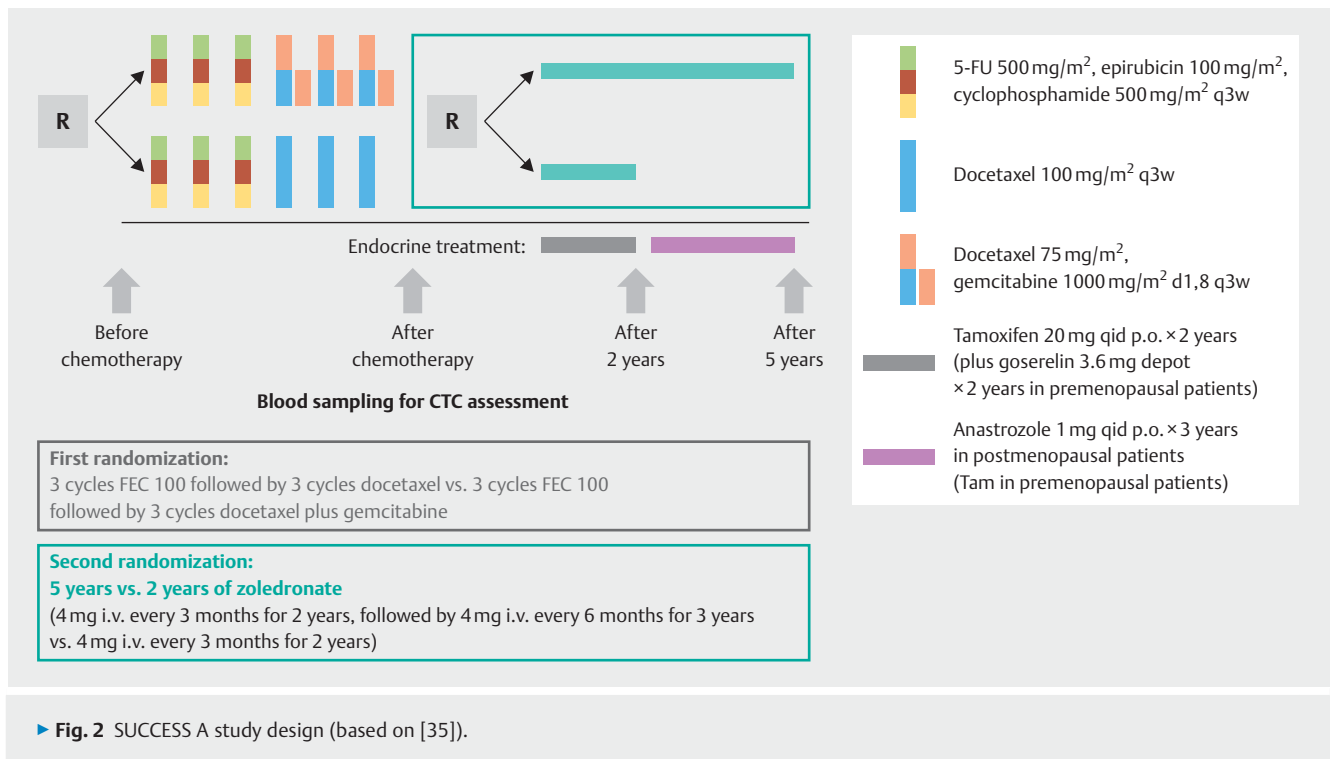 R
R
Endocrine treatment:
Before
chemotherapy
After
chemotherapy
After
2 years
After
5 years
Blood sampling for CTC assessment
First randomization:
3 cycles FEC 100 followed by 3 cycles docetaxel vs. 3 cycles FEC 100
followed by 3 cycles docetaxel plus gemcitabine
Second randomization:
5 years vs. 2 years of zoledronate
(4 mg i.v. every 3 months for 2 years, followed by 4 mg i.v. every 6 months for 3 years
vs. 4 mg i.v. every 3 months for 2 years)
5-FU 500 mg/m², epirubicin 100 mg/m²,
cyclophosphamide 500 mg/m² q3w
Docetaxel 100 mg/m² q3w
Docetaxel 75 mg/m²,
gemcitabine 1000 mg/m² d1,8 q3w
Tamoxifen 20 mg qid p.o. × 2 years
(plus goserelin 3.6 mg depot
× 2 years in premenopausal patients)
Anastrozole 1 mg qid p.o. × 3 years
in postmenopausal patients
(Tam in premenopausal patients)
► Fig. 2 SUCCESS A study design (based on [35]).